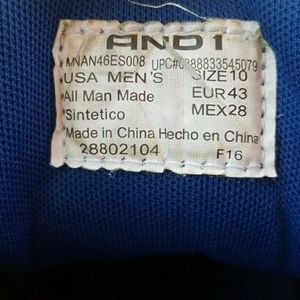 AND1
MNAN46ES008 UPC#0888833545079
USA MEN'S SIZE10
All Man Made EUR43
Sintetico MEX28
Made in China Hecho en China
28802104 F16